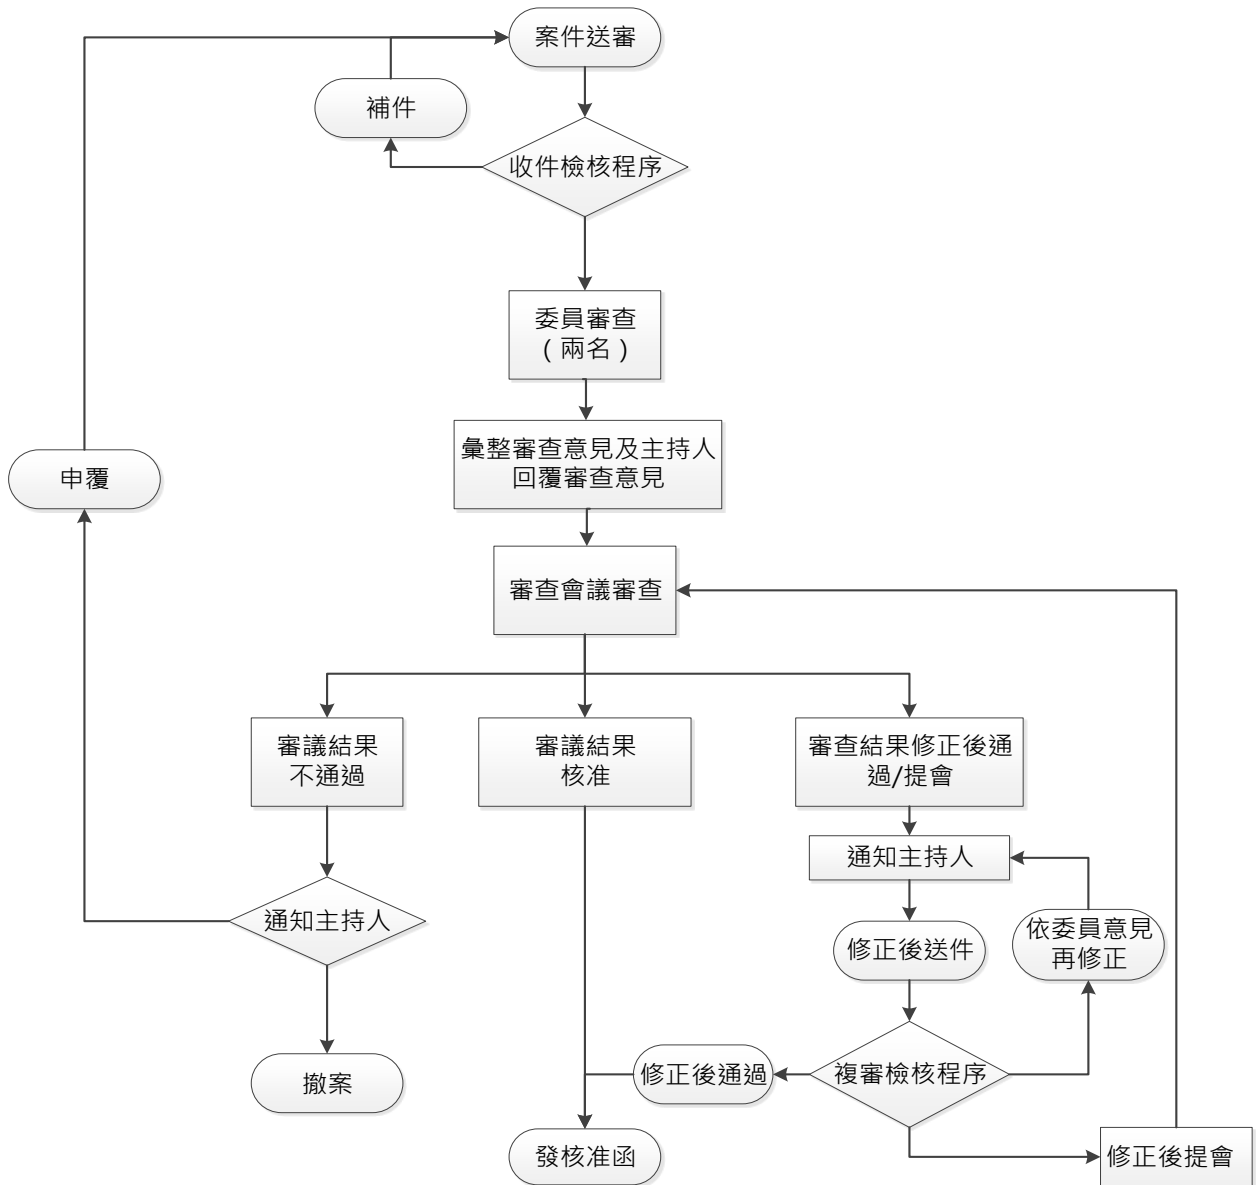 案件送審
補件
收件檢核程序
委員審查
（兩名）
彙整審查意見及主持人
回覆審查意見
申覆
審查會議審查
審議結果
不通過
審議結果
核准
審查結果修正後通
過/提會
通知主持人
通知主持人
修正後送件
依委員意見
再修正
撤案
修正後通過
複審檢核程序
發核准函
修正後提會